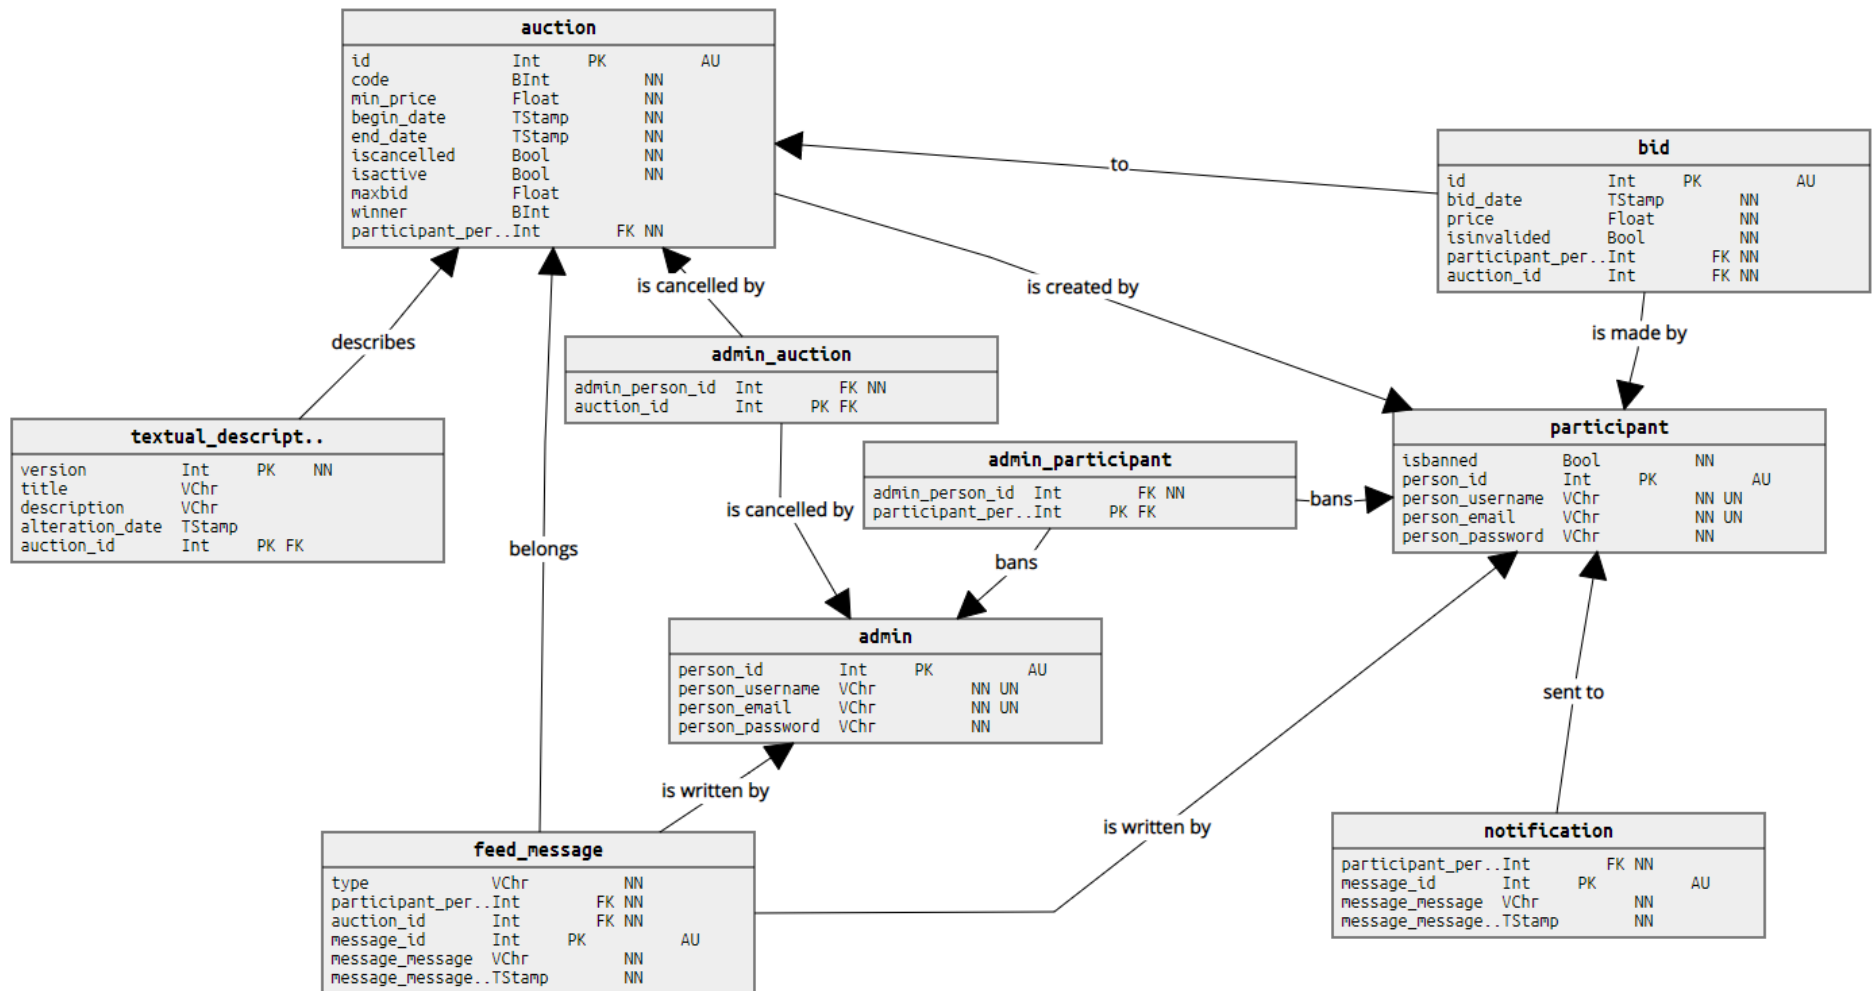 auction
id Int PK AU
code BInt NN
min_price Float NN
begin_date TStamp NN
end_date TStamp NN
iscancelled Bool NN
isactive Bool NN
maxbid Float
winner BInt
participant_per.. Int FK NN
to
bid
id Int PK AU
bid_date TStamp NN
price Float NN
isinvalided Bool NN
participant_per.. Int FK NN
auction_id Int FK NN
is cancelled by
is created by
describes
is made by
admin_auction
admin_person_id Int FK NN
auction_id Int PK FK
textual_descript..
version Int PK NN
title VChr
description VChr
alteration_date TStamp
auction_id Int PK FK
participant
isbanned Bool NN
person_id Int PK AU
person_username VChr NN UN
person_email VChr NN UN
person_password VChr NN
admin_participant
admin_person_id Int FK NN
participant_per.. Int PK FK
bans
is cancelled by
belongs
bans
admin
person_id Int PK AU
person_username VChr NN UN
person_email VChr NN UN
person_password VChr NN
sent to
is written by
is written by
feed_message
type VChr NN
participant_per.. Int FK NN
auction_id Int FK NN
message_id Int PK AU
message_message VChr NN
message_message.. TStamp NN
notification
participant_per.. Int FK NN
message_id Int PK AU
message_message VChr NN
message_message.. TStamp NN